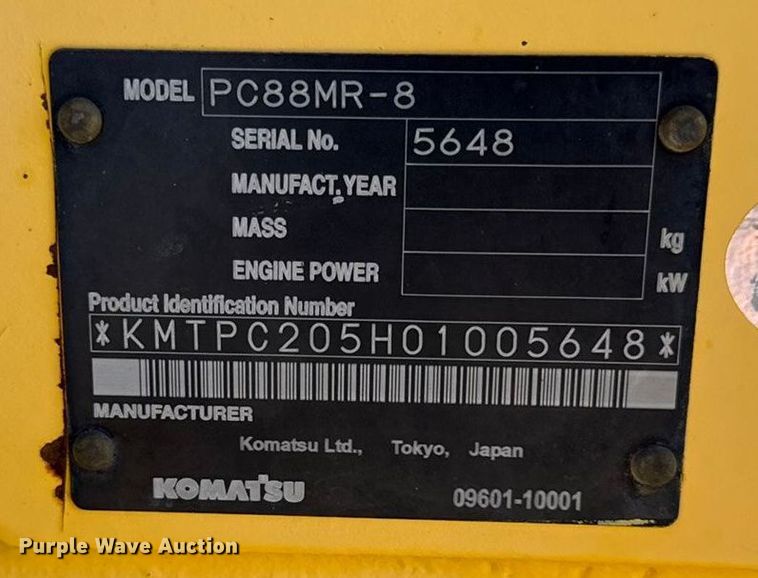 MODEL PC88MR-8
SERIAL No. 5648
MANUFACT. YEAR
MASS kg
ENGINE POWER kW
Product Identification Number
*KMTPC205H01005648*
MANUFACTURER
Komatsu Ltd., Tokyo, Japan
KOMATSU 09601-10001
Purple Wave Auction